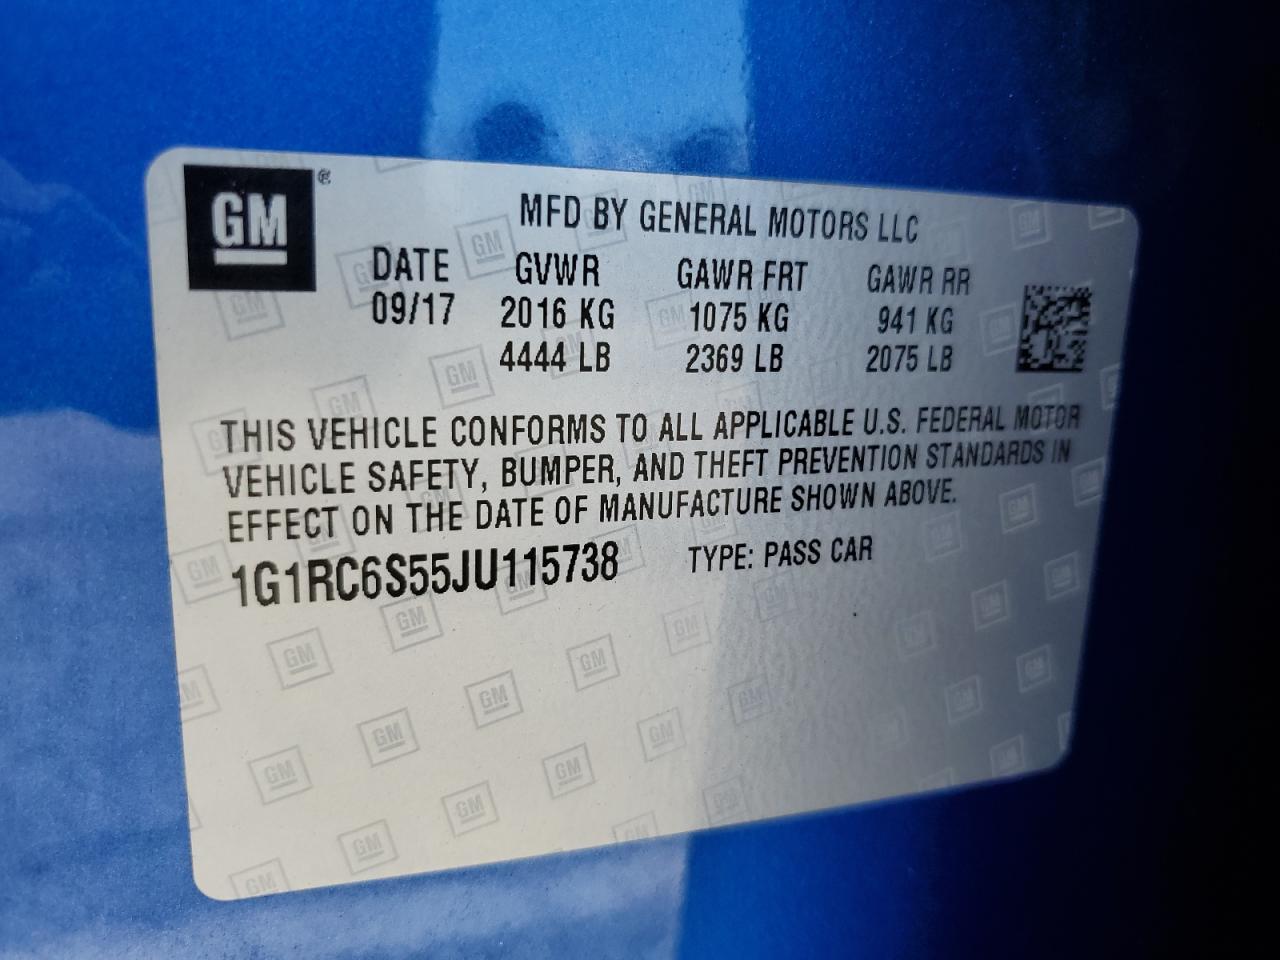 GM ®
MFD BY GENERAL MOTORS LLC
DATE GVWR GAWR FRT GAWR RR
09/17 2016 KG 1075 KG 941 KG
4444 LB 2369 LB 2075 LB
THIS VEHICLE CONFORMS TO ALL APPLICABLE U.S. FEDERAL MOTOR
VEHICLE SAFETY, BUMPER, AND THEFT PREVENTION STANDARDS IN
EFFECT ON THE DATE OF MANUFACTURE SHOWN ABOVE.
1G1RC6S55JU115738 TYPE: PASS CAR